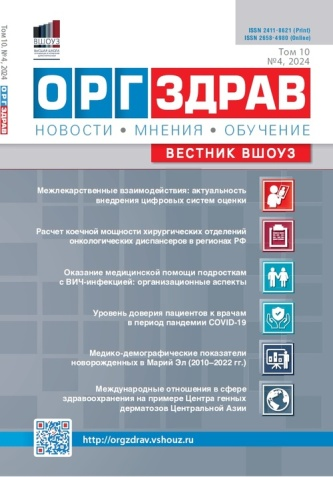 Том 10, №4, 2024
ОРГЗДРАВ
ВШОУЗ
ISSN 2411-8621 (Print)
ISSN 2658-4900 (Online)
Том 10
№4, 2024
ОРГЗДРАВ
НОВОСТИ • МНЕНИЯ • ОБУЧЕНИЕ
ВЕСТНИК ВШОУЗ
Межлекарственные взаимодействия: актуальность
внедрения цифровых систем оценки
Расчет коечной мощности хирургических отделений
онкологических диспансеров в регионах РФ
Оказание медицинской помощи подросткам
с ВИЧ-инфекцией: организационные аспекты
Уровень доверия пациентов к врачам
в период пандемии COVID-19
Медико-демографические показатели
новорожденных в Марий Эл (2010–2022 гг.)
Международные отношения в сфере
здравоохранения на примере Центра генных
дерматозов Центральной Азии
http://orgzdrav.vshouz.ru